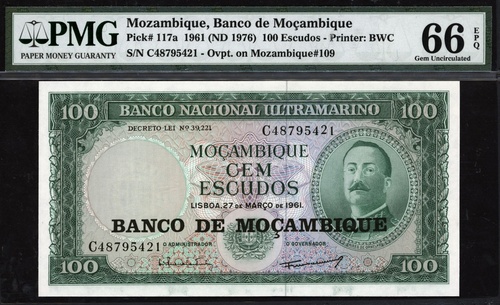 PMG
PAPER MONEY GUARANTY
Mozambique, Banco de Moçambique
Pick# 117a 1961 (ND 1976) 100 Escudos - Printer: BWC
S/N C48795421 - Ovpt. on Mozambique#109
66 EPQ
Gem Uncirculated
100 BANCO NACIONAL ULTRAMARINO 100
DECRETO-LEI Nº 39,221 C48795421
MOÇAMBIQUE
CEM
ESCUDOS
LISBOA, 27 DE MARÇO DE 1961.
BANCO DE MOÇAMBIQUE
C48795421 O ADMINISTRADOR O GOVERNADOR
100 100